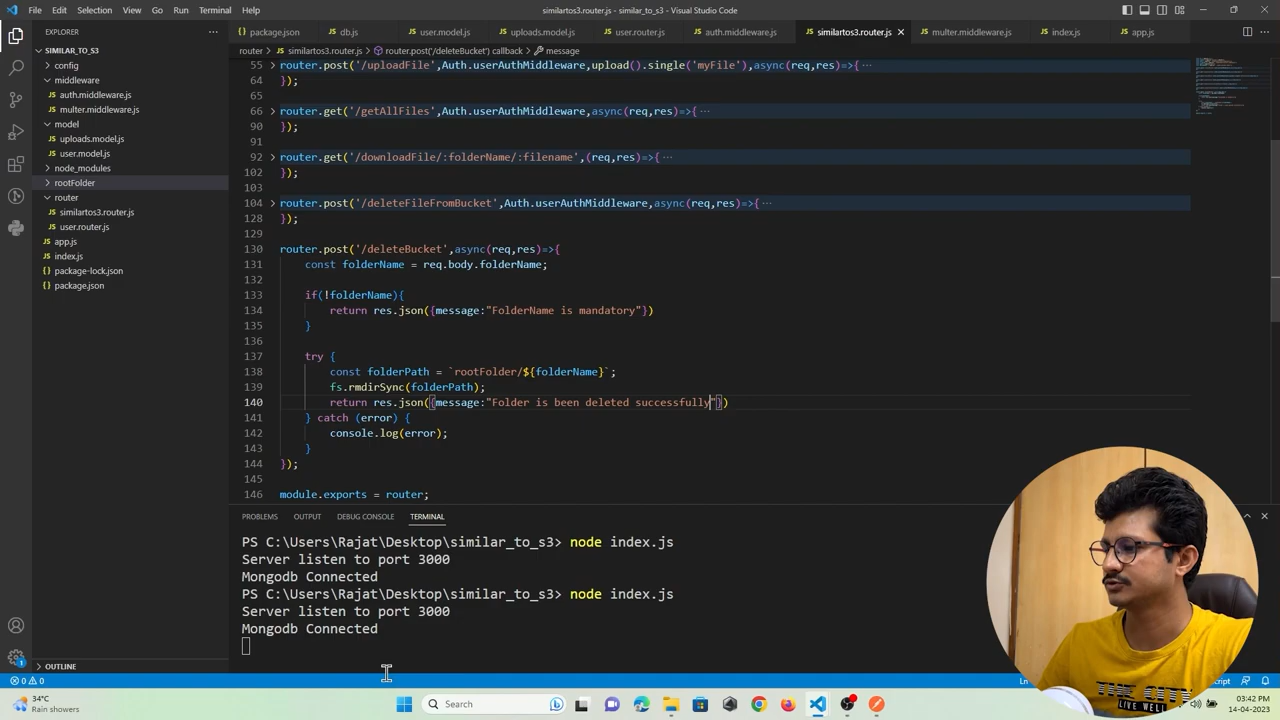 File Edit Selection View Go Run Terminal Help
similartos3.router.js - similar_to_s3 - Visual Studio Code
EXPLORER
package.json
db.js
user.model.js
user.router.js
auth.middleware.js
similartos3.router.js
multer.middleware.js
index.js
app.js
SIMILAR_TO_S3
config
middleware
auth.middleware.js
multer.middleware.js
model
uploads.model.js
user.model.js
node_modules
rootFolder
router
similartos3.router.js
user.router.js
app.js
index.js
package-lock.json
package.json
OUTLINE
router > similartos3.router.js > router.post('/deleteBucket') callback > message
55 router.post('/uploadFile',Auth.userAuthMiddleware,upload().single('myFile'),async(req,res)=>{
64 });
65
66 router.get('/getAllFiles',Auth.userAuthMiddleware,async(req,res)=>{
90 });
91
92 router.get('/downloadFile/:folderName/:filename',(req,res)=>{
102 });
103
104 router.post('/deleteFileFromBucket',Auth.userAuthMiddleware,async(req,res)=>{
128 });
129
130 router.post('/deleteBucket',async(req,res)=>{
131 const folderName = req.body.folderName;
132
133 if(!folderName){
134 return res.json({message:"FolderName is mandatory"})
135 }
136
137 try {
138 const folderPath = `rootFolder/${folderName}`;
139 fs.rmdirSync(folderPath);
140 return res.json({message:"Folder is been deleted successfully"})
141 } catch (error) {
142 console.log(error);
143 }
144 });
145
146 module.exports = router;
PROBLEMS OUTPUT DEBUG CONSOLE TERMINAL
PS C:\Users\Rajat\Desktop\similar_to_s3> node index.js
Server listen to port 3000
Mongodb Connected
PS C:\Users\Rajat\Desktop\similar_to_s3> node index.js
Server listen to port 3000
Mongodb Connected
0 0
34°C
Rain showers
Search
03:42 PM
14-04-2023